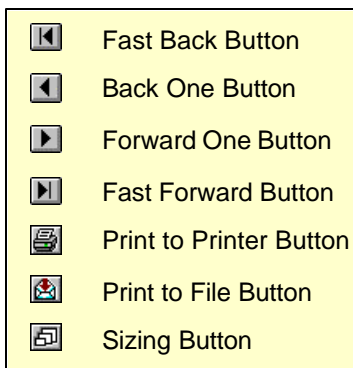 Fast Back Button
Back One Button
Forward One Button
Fast Forward Button
Print to Printer Button
Print to File Button
Sizing Button